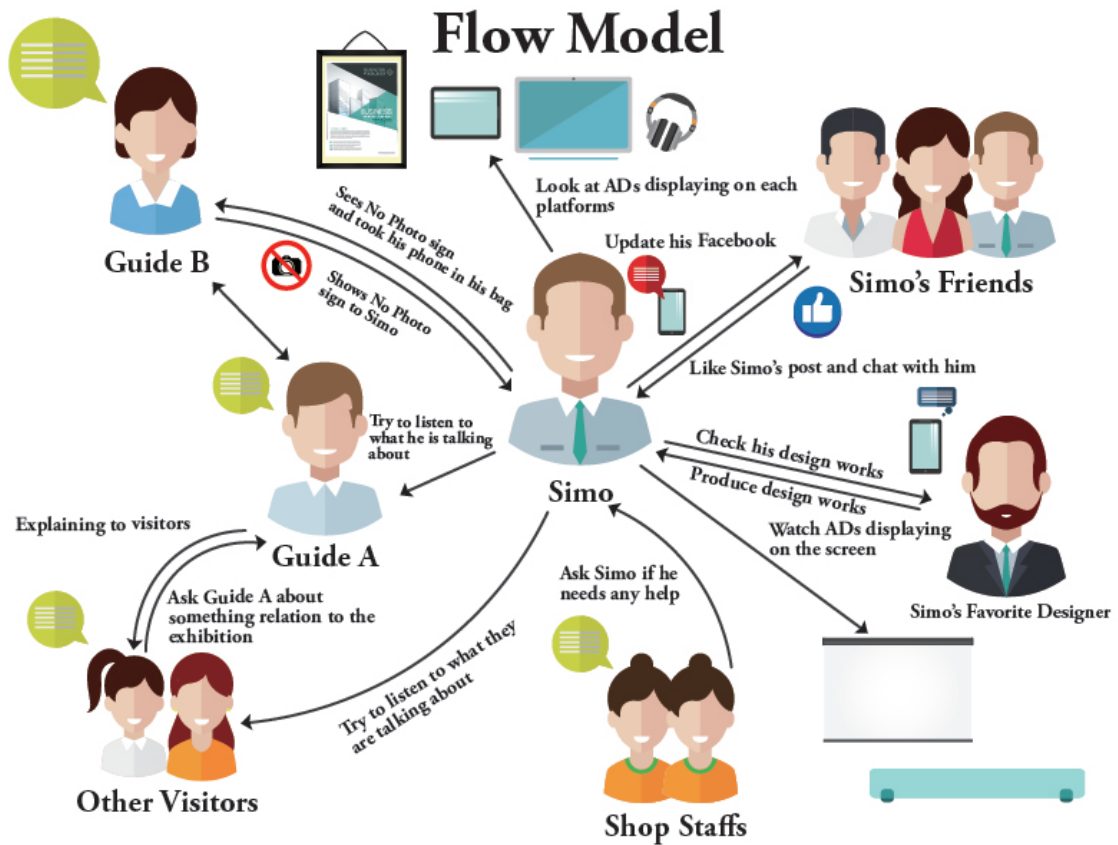 Flow Model
Look at ADs displaying on each
platforms
Update his Facebook
Sees No Photo sign
and took his phone in his bag
Guide B
Shows No Photo
sign to Simo
Simo's Friends
Like Simo's post and chat with him
Try to listen to
what he is talking
about
Check his design works
Produce design works
Simo
Watch ADs displaying
on the screen
Explaining to visitors
Guide A
Ask Simo if he
needs any help
Ask Guide A about
something relation to the
exhibition
Simo's Favorite Designer
Try to listen to what they
are talking about
Other Visitors
Shop Staffs
BUSINESS